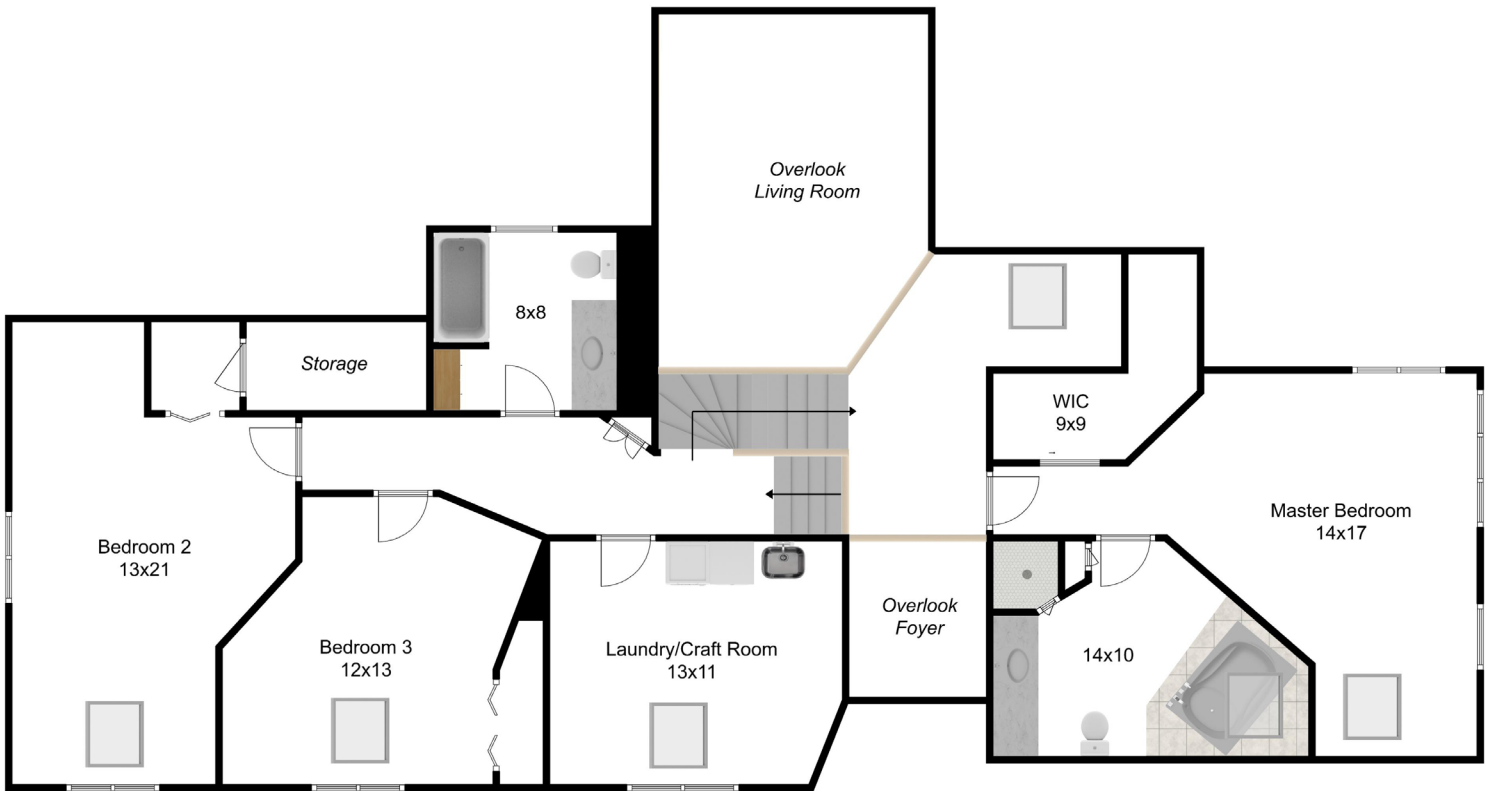 Overlook
Living Room
8x8
Storage
WIC
9x9
Master Bedroom
14x17
Bedroom 2
13x21
Overlook
Foyer
Bedroom 3
12x13
Laundry/Craft Room
13x11
14x10